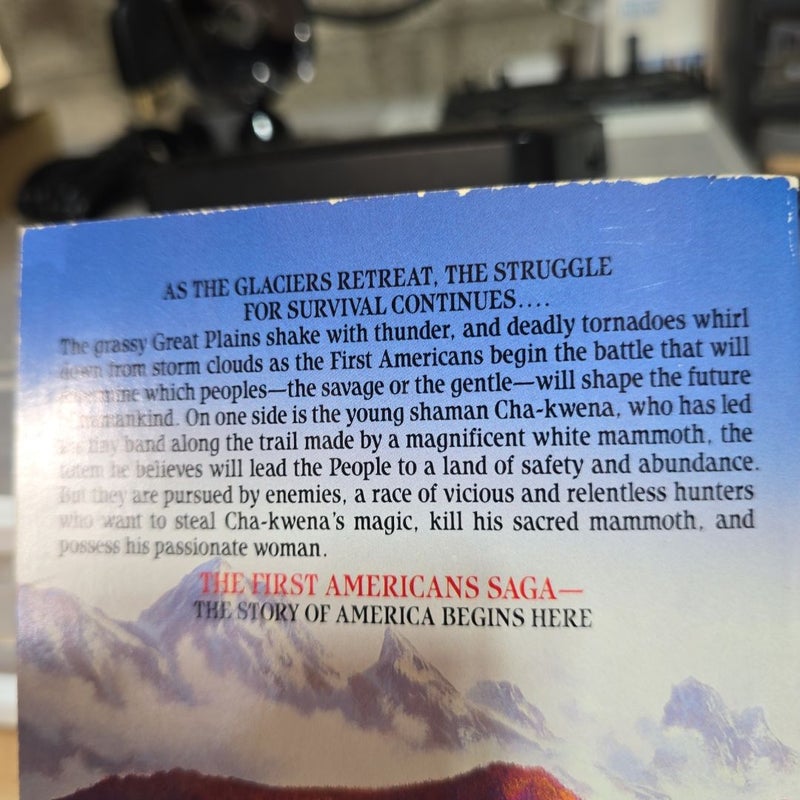 AS THE GLACIERS RETREAT, THE STRUGGLE
FOR SURVIVAL CONTINUES....
The grassy Great Plains shake with thunder, and deadly tornadoes whirl
down from storm clouds as the First Americans begin the battle that will
determine which peoples—the savage or the gentle—will shape the future
mankind. On one side is the young shaman Cha-kwena, who has led
tiny band along the trail made by a magnificent white mammoth, the
totem he believes will lead the People to a land of safety and abundance.
But they are pursued by enemies, a race of vicious and relentless hunters
who want to steal Cha-kwena's magic, kill his sacred mammoth, and
possess his passionate woman.
THE FIRST AMERICANS SAGA—
THE STORY OF AMERICA BEGINS HERE